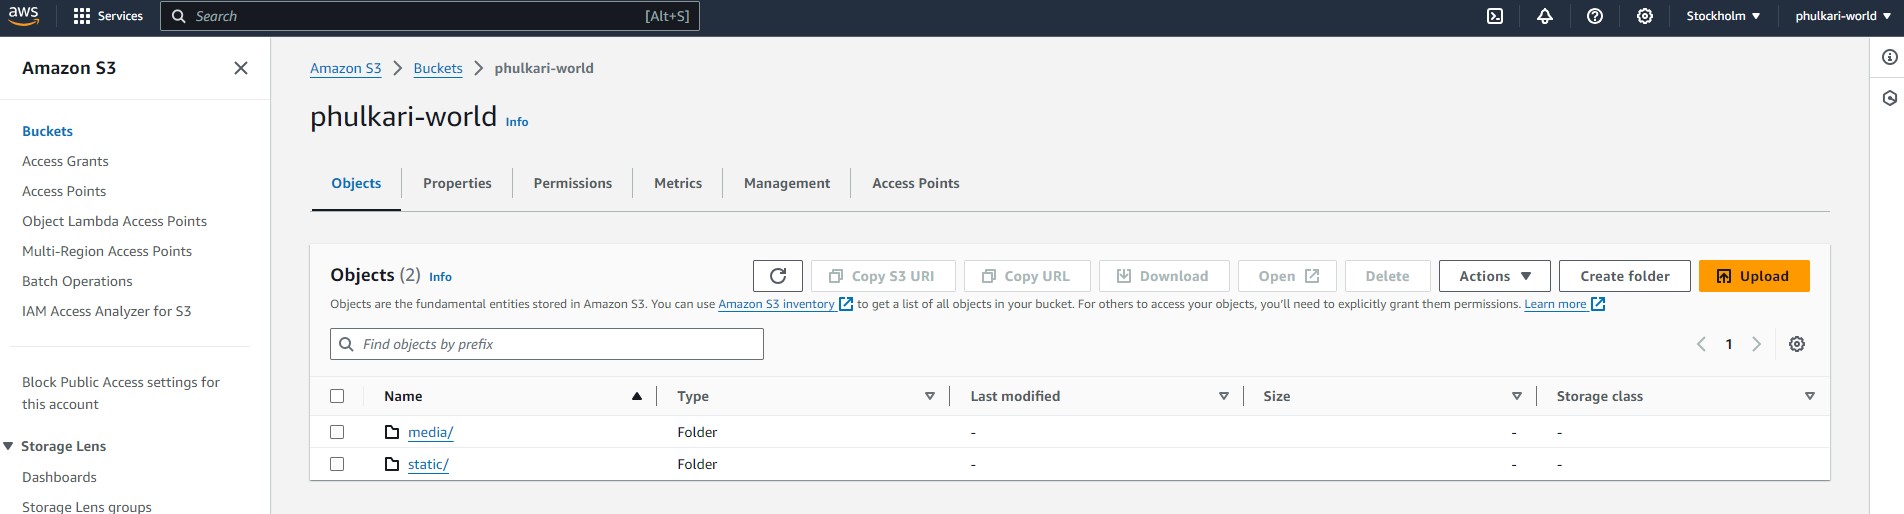 aws Services Search [Alt+S] Stockholm ▼ phulkari-world ▼
Amazon S3
Buckets
Access Grants
Access Points
Object Lambda Access Points
Multi-Region Access Points
Batch Operations
IAM Access Analyzer for S3
Block Public Access settings for
this account
Storage Lens
Dashboards
Storage Lens groups
Amazon S3 > Buckets > phulkari-world
phulkari-world Info
Objects Properties Permissions Metrics Management Access Points
Objects (2) Info Copy S3 URI Copy URL Download Open Delete Actions ▼ Create folder Upload
Objects are the fundamental entities stored in Amazon S3. You can use Amazon S3 inventory to get a list of all objects in your bucket. For others to access your objects, you'll need to explicitly grant them permissions. Learn more
Find objects by prefix < 1 >
Name Type Last modified Size Storage class
media/ Folder - - -
static/ Folder - - -